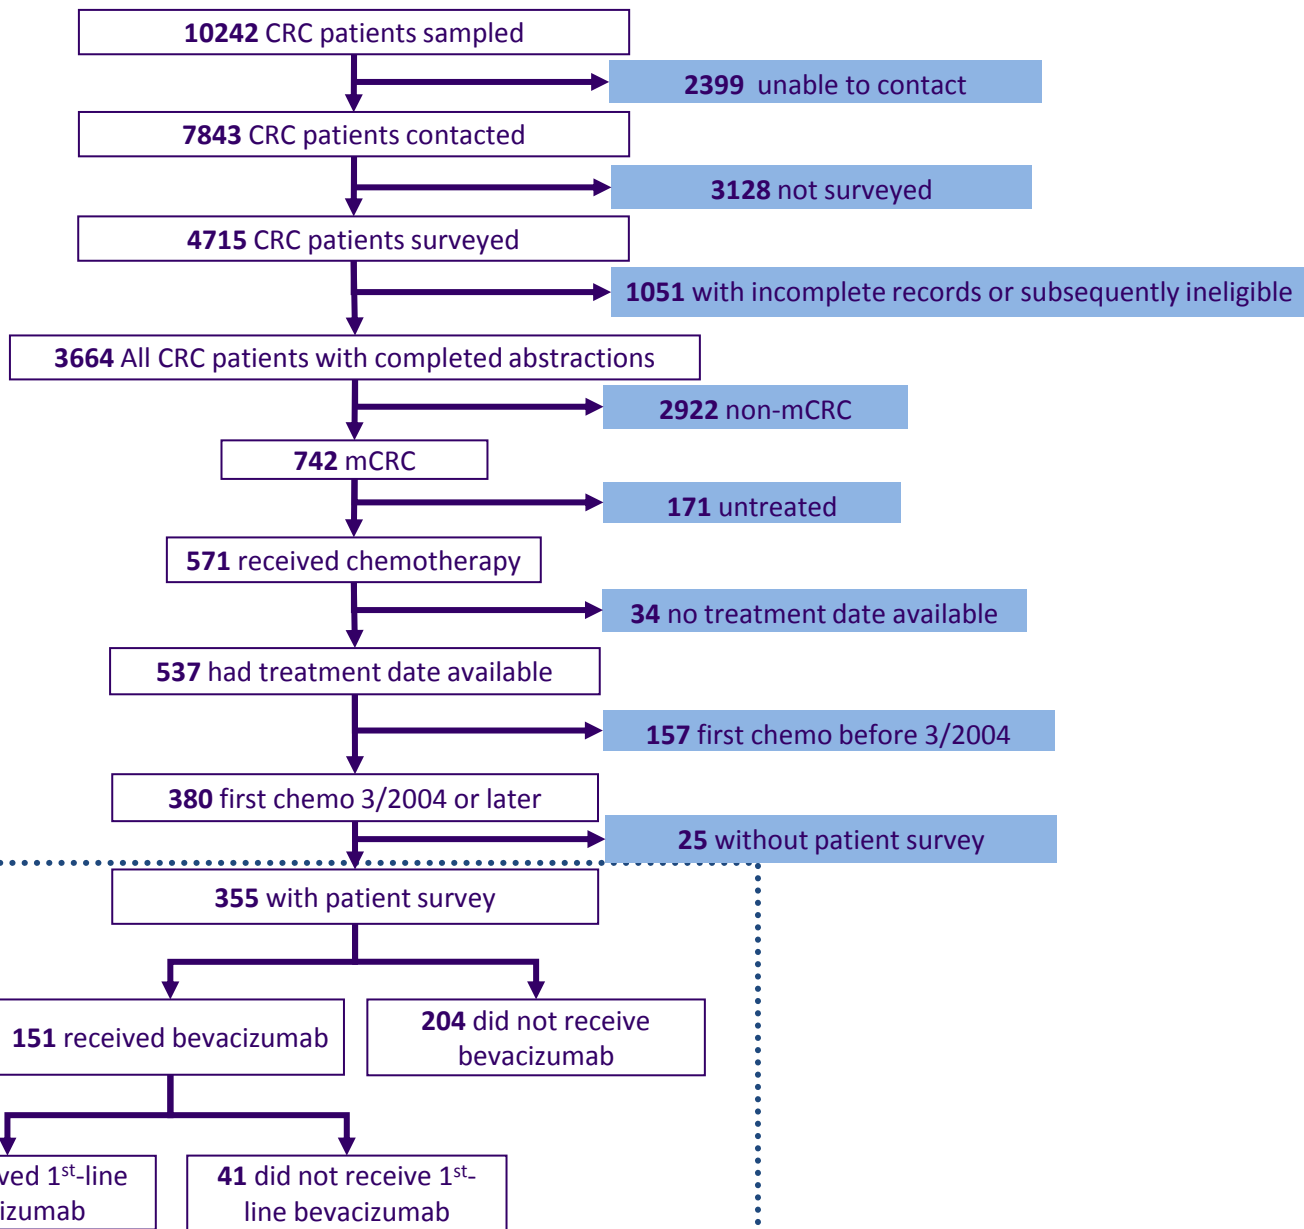 10242 CRC patients sampled
2399 unable to contact
7843 CRC patients contacted
3128 not surveyed
4715 CRC patients surveyed
1051 with incomplete records or subsequently ineligible
3664 All CRC patients with completed abstractions
2922 non-mCRC
742 mCRC
171 untreated
571 received chemotherapy
34 no treatment date available
537 had treatment date available
157 first chemo before 3/2004
380 first chemo 3/2004 or later
25 without patient survey
355 with patient survey
151 received bevacizumab
204 did not receive
bevacizumab
ved 1st-line
izumab
41 did not receive 1st-
line bevacizumab